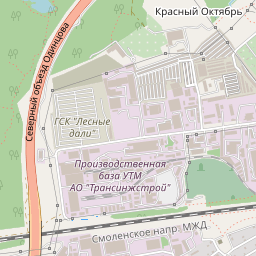 Красный Октябрь
Северный объезд Одинцова
ГСК "Лесные
дали"
Производственная
база УТМ
АО "Трансинжстрой"
Смоленское напр. МЖД